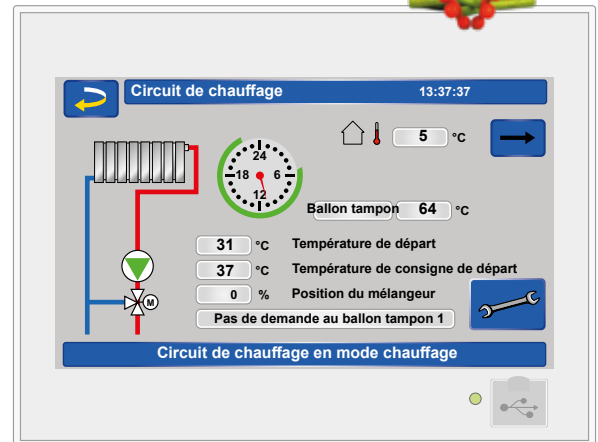 Circuit de chauffage 13:37:37
5 °C
24
18 6
12
Ballon tampon 64 °C
31 °C Température de départ
37 °C Température de consigne de départ
0 % Position du mélangeur
M
Pas de demande au ballon tampon 1
Circuit de chauffage en mode chauffage